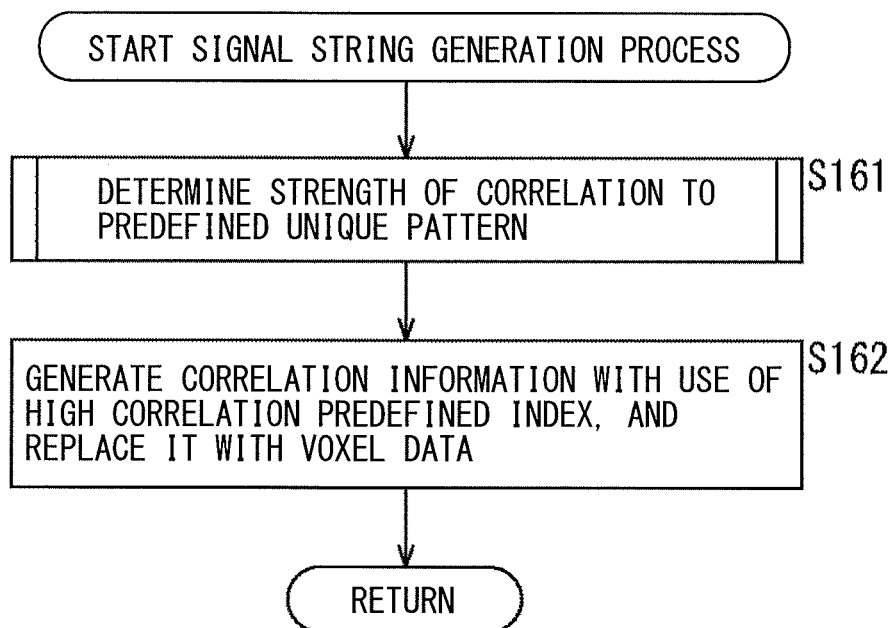 START SIGNAL STRING GENERATION PROCESS
DETERMINE STRENGTH OF CORRELATION TO
PREDEFINED UNIQUE PATTERN
S161
GENERATE CORRELATION INFORMATION WITH USE OF
HIGH CORRELATION PREDEFINED INDEX, AND
REPLACE IT WITH VOXEL DATA
S162
RETURN